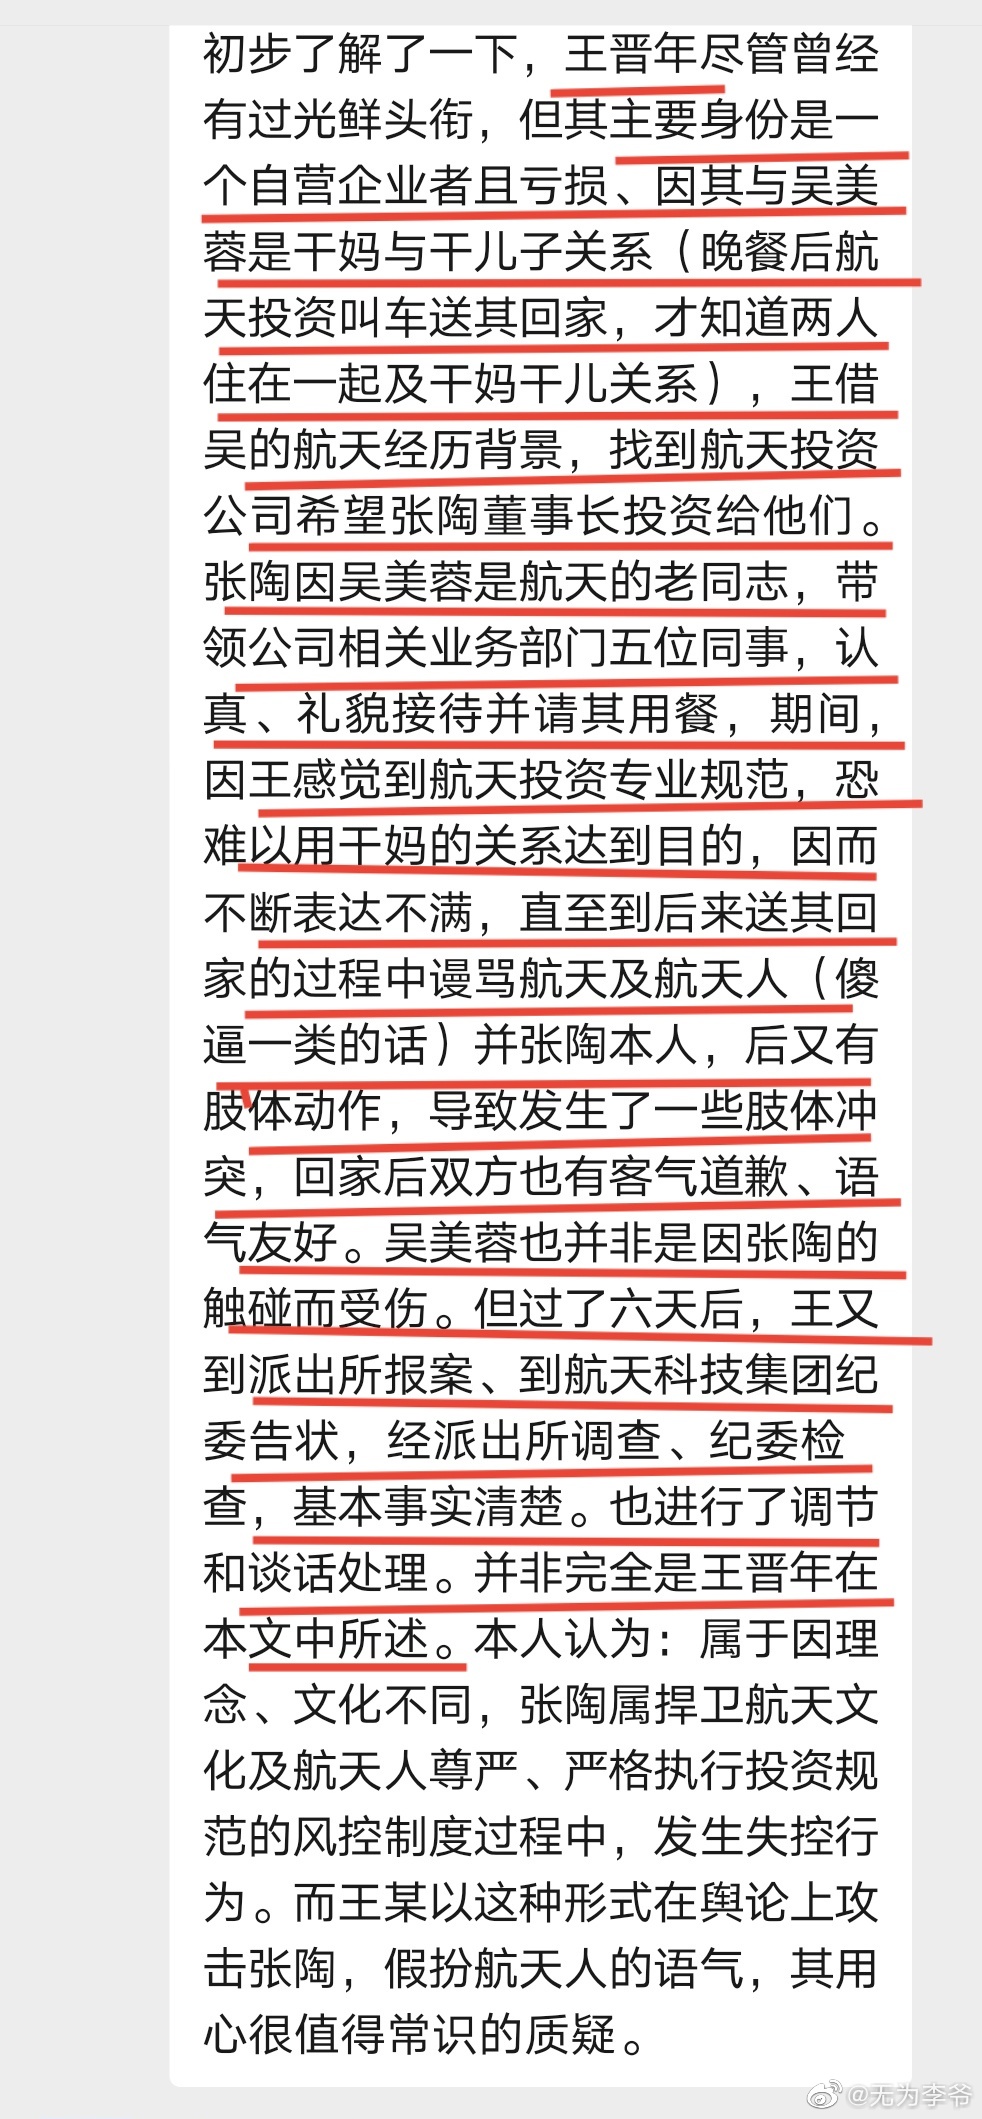 初步了解了一下，王晋年尽管曾经
有过光鲜头衔，但其主要身份是一
个自营企业者且亏损、因其与吴美
蓉是干妈与干儿子关系（晚餐后航
天投资叫车送其回家，才知道两人
住在一起及干妈干儿关系），王借
吴的航天经历背景，找到航天投资
公司希望张陶董事长投资给他们。
张陶因吴美蓉是航天的老同志，带
领公司相关业务部门五位同事，认
真、礼貌接待并请其用餐，期间，
因王感觉到航天投资专业规范，恐
难以用干妈的关系达到目的，因而
不断表达不满，直至到后来送其回
家的过程中谩骂航天及航天人（傻
逼一类的话）并张陶本人，后又有
肢体动作，导致发生了一些肢体冲
突，回家后双方也有客气道歉、语
气友好。吴美蓉也并非是因张陶的
触碰而受伤。但过了六天后，王又
到派出所报案、到航天科技集团纪
委告状，经派出所调查、纪委检
查，基本事实清楚。也进行了调节
和谈话处理。并非完全是王晋年在
本文中所述。本人认为：属于因理
念、文化不同，张陶属捍卫航天文
化及航天人尊严、严格执行投资规
范的风控制度过程中，发生失控行
为。而王某以这种形式在舆论上攻
击张陶，假扮航天人的语气，其用
心很值得常识的质疑。
@无为李爷